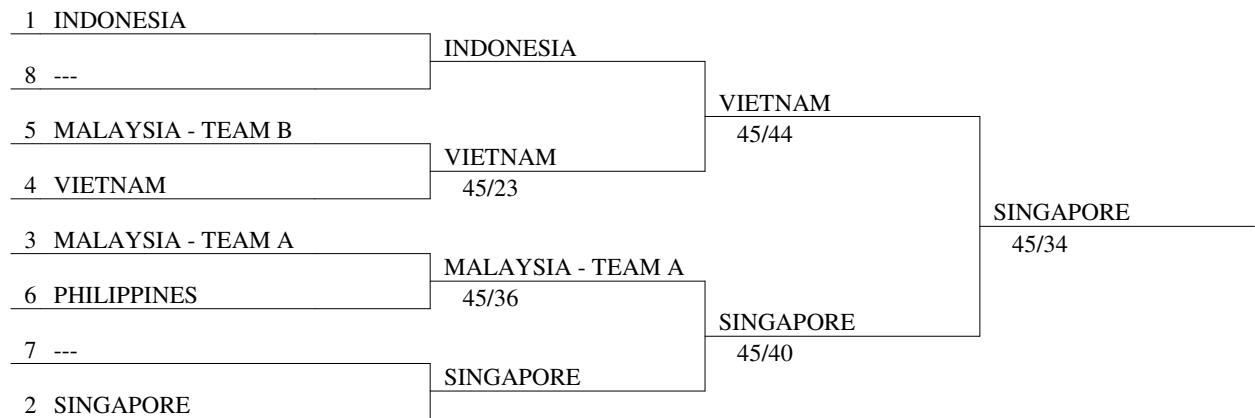 1 INDONESIA
8 ---
5 MALAYSIA - TEAM B
4 VIETNAM
3 MALAYSIA - TEAM A
6 PHILIPPINES
7 ---
2 SINGAPORE
INDONESIA
VIETNAM
45/23
MALAYSIA - TEAM A
45/36
SINGAPORE
VIETNAM
45/44
SINGAPORE
45/40
SINGAPORE
45/34